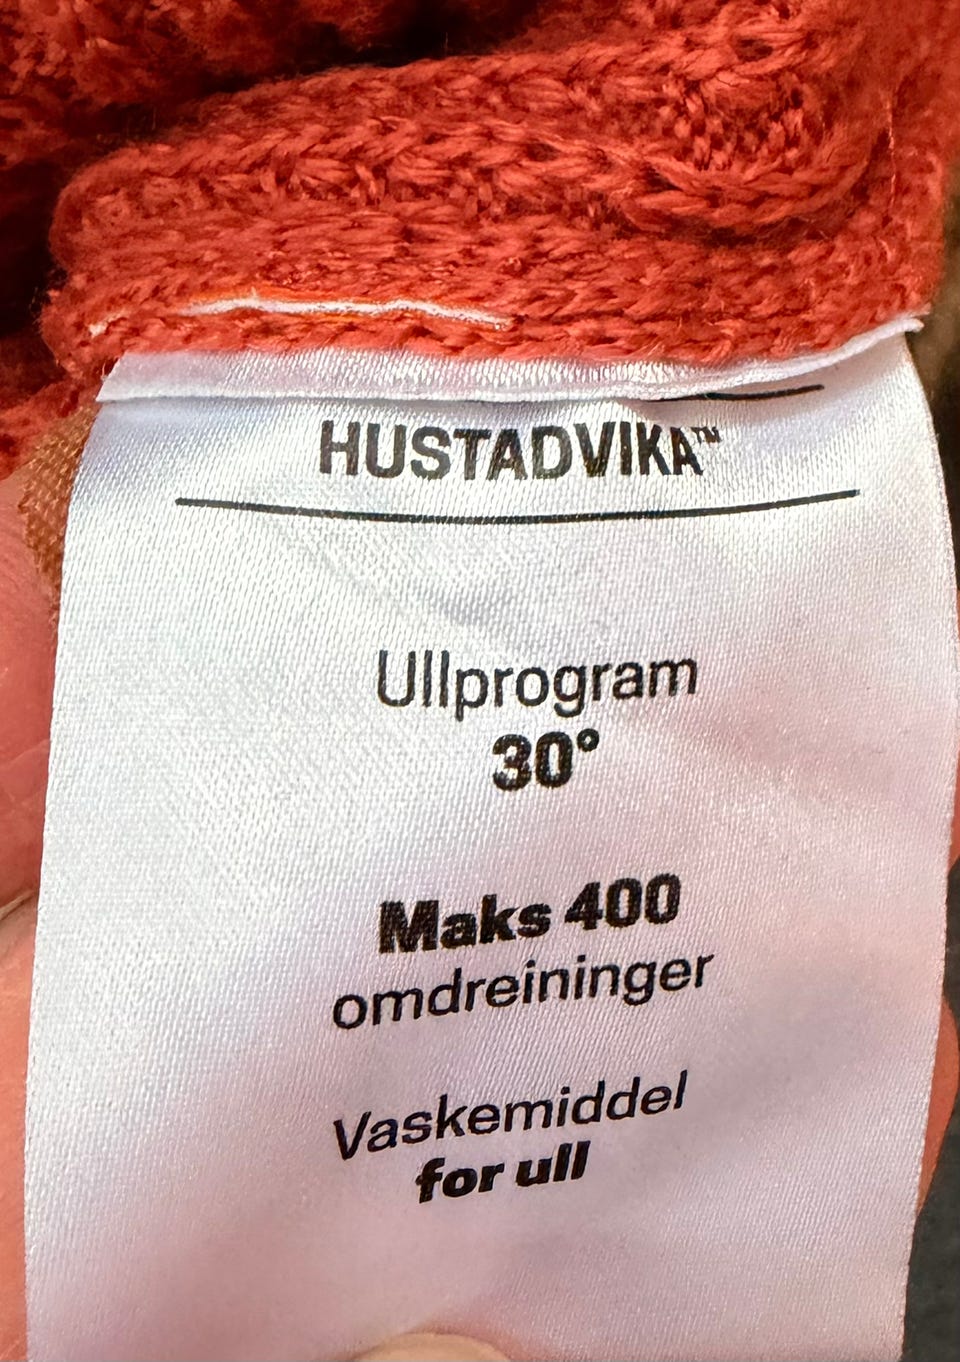 HUSTADVIKA™
Ullprogram
30°
Maks 400
omdreininger
Vaskemiddel
for ull